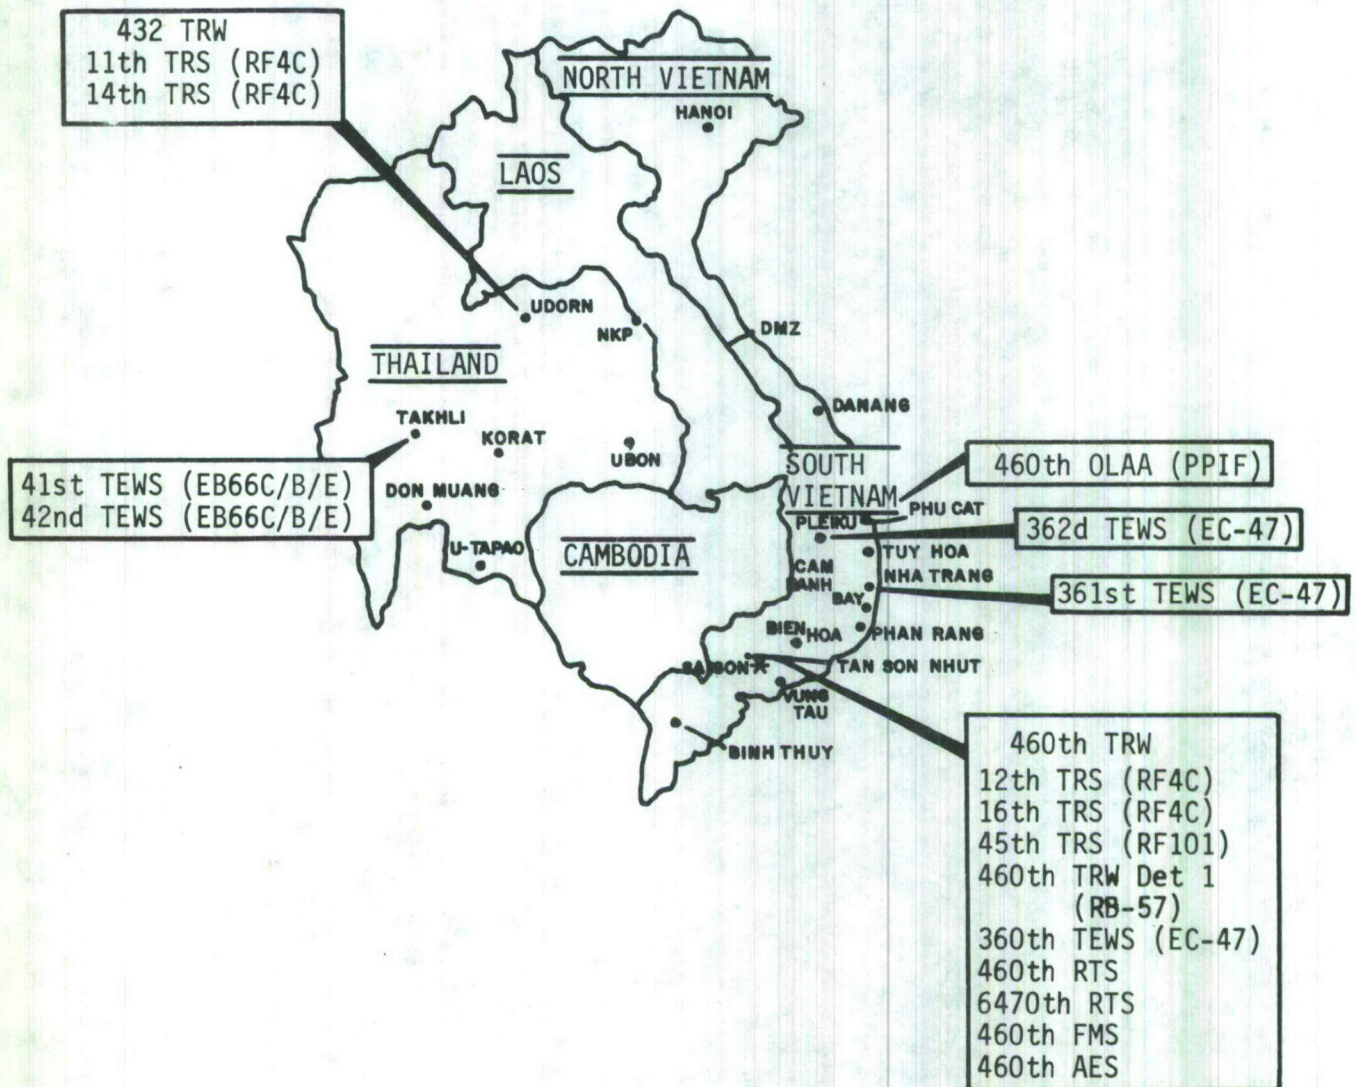 432 TRW
11th TRS (RF4C)
14th TRS (RF4C)
NORTH VIETNAM
HANOI
LAOS
UDORN
NKP
DMZ
THAILAND
TAKHLI
KORAT
UBON
DANANG
41st TEWS (EB66C/B/E)
42nd TEWS (EB66C/B/E)
DON MUANG
U-TAPAO
CAMBODIA
SOUTH
VIETNAM
460th OLAA (PPIF)
PLEIKU
PHU CAT
362d TEWS (EC-47)
TUY HOA
CAM
RANH
BAY
NHA TRANG
361st TEWS (EC-47)
BIEN HOA
PHAN RANG
SAIGON
TAN SON NHUT
VUNG
TAU
BINH THUY
460th TRW
12th TRS (RF4C)
16th TRS (RF4C)
45th TRS (RF101)
460th TRW Det 1
(RB-57)
360th TEWS (EC-47)
460th RTS
6470th RTS
460th FMS
460th AES